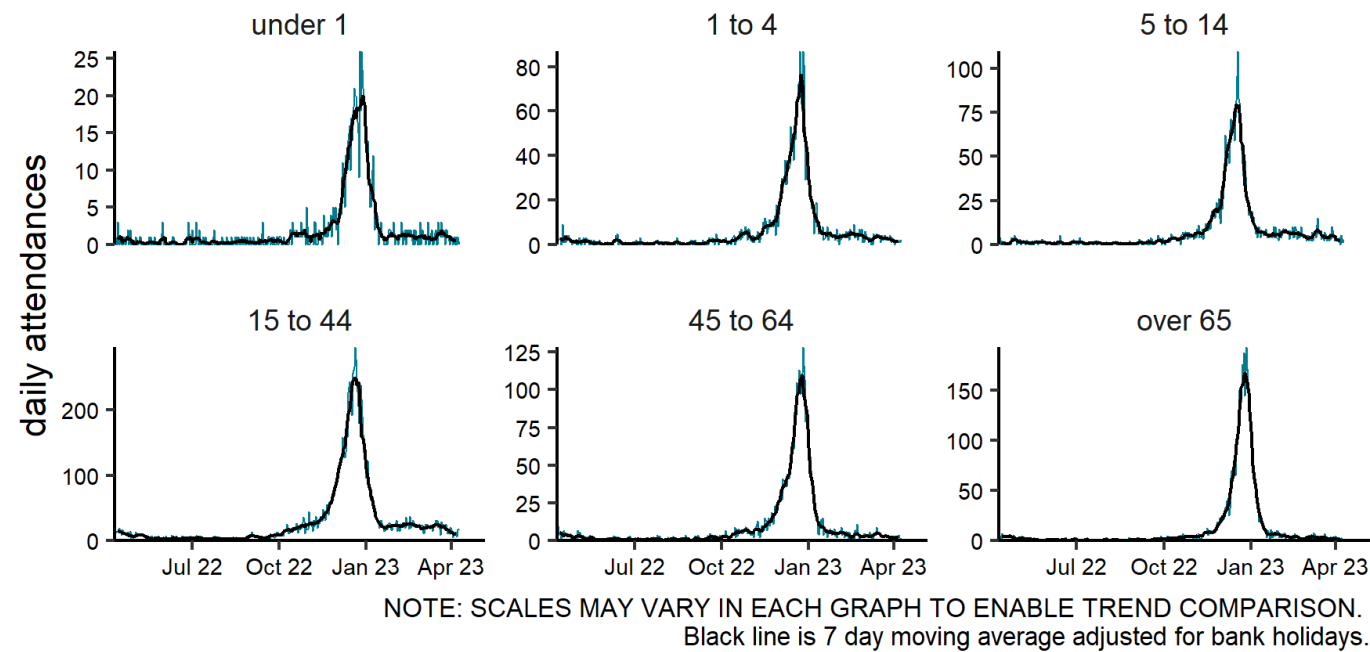 under 1
1 to 4
5 to 14
25
20
15
10
5
0
80
60
40
20
0
100
75
50
25
0
daily attendances
15 to 44
45 to 64
over 65
200
100
0
125
100
75
50
25
0
150
100
50
0
Jul 22 Oct 22 Jan 23 Apr 23
Jul 22 Oct 22 Jan 23 Apr 23
Jul 22 Oct 22 Jan 23 Apr 23
NOTE: SCALES MAY VARY IN EACH GRAPH TO ENABLE TREND COMPARISON.
Black line is 7 day moving average adjusted for bank holidays.